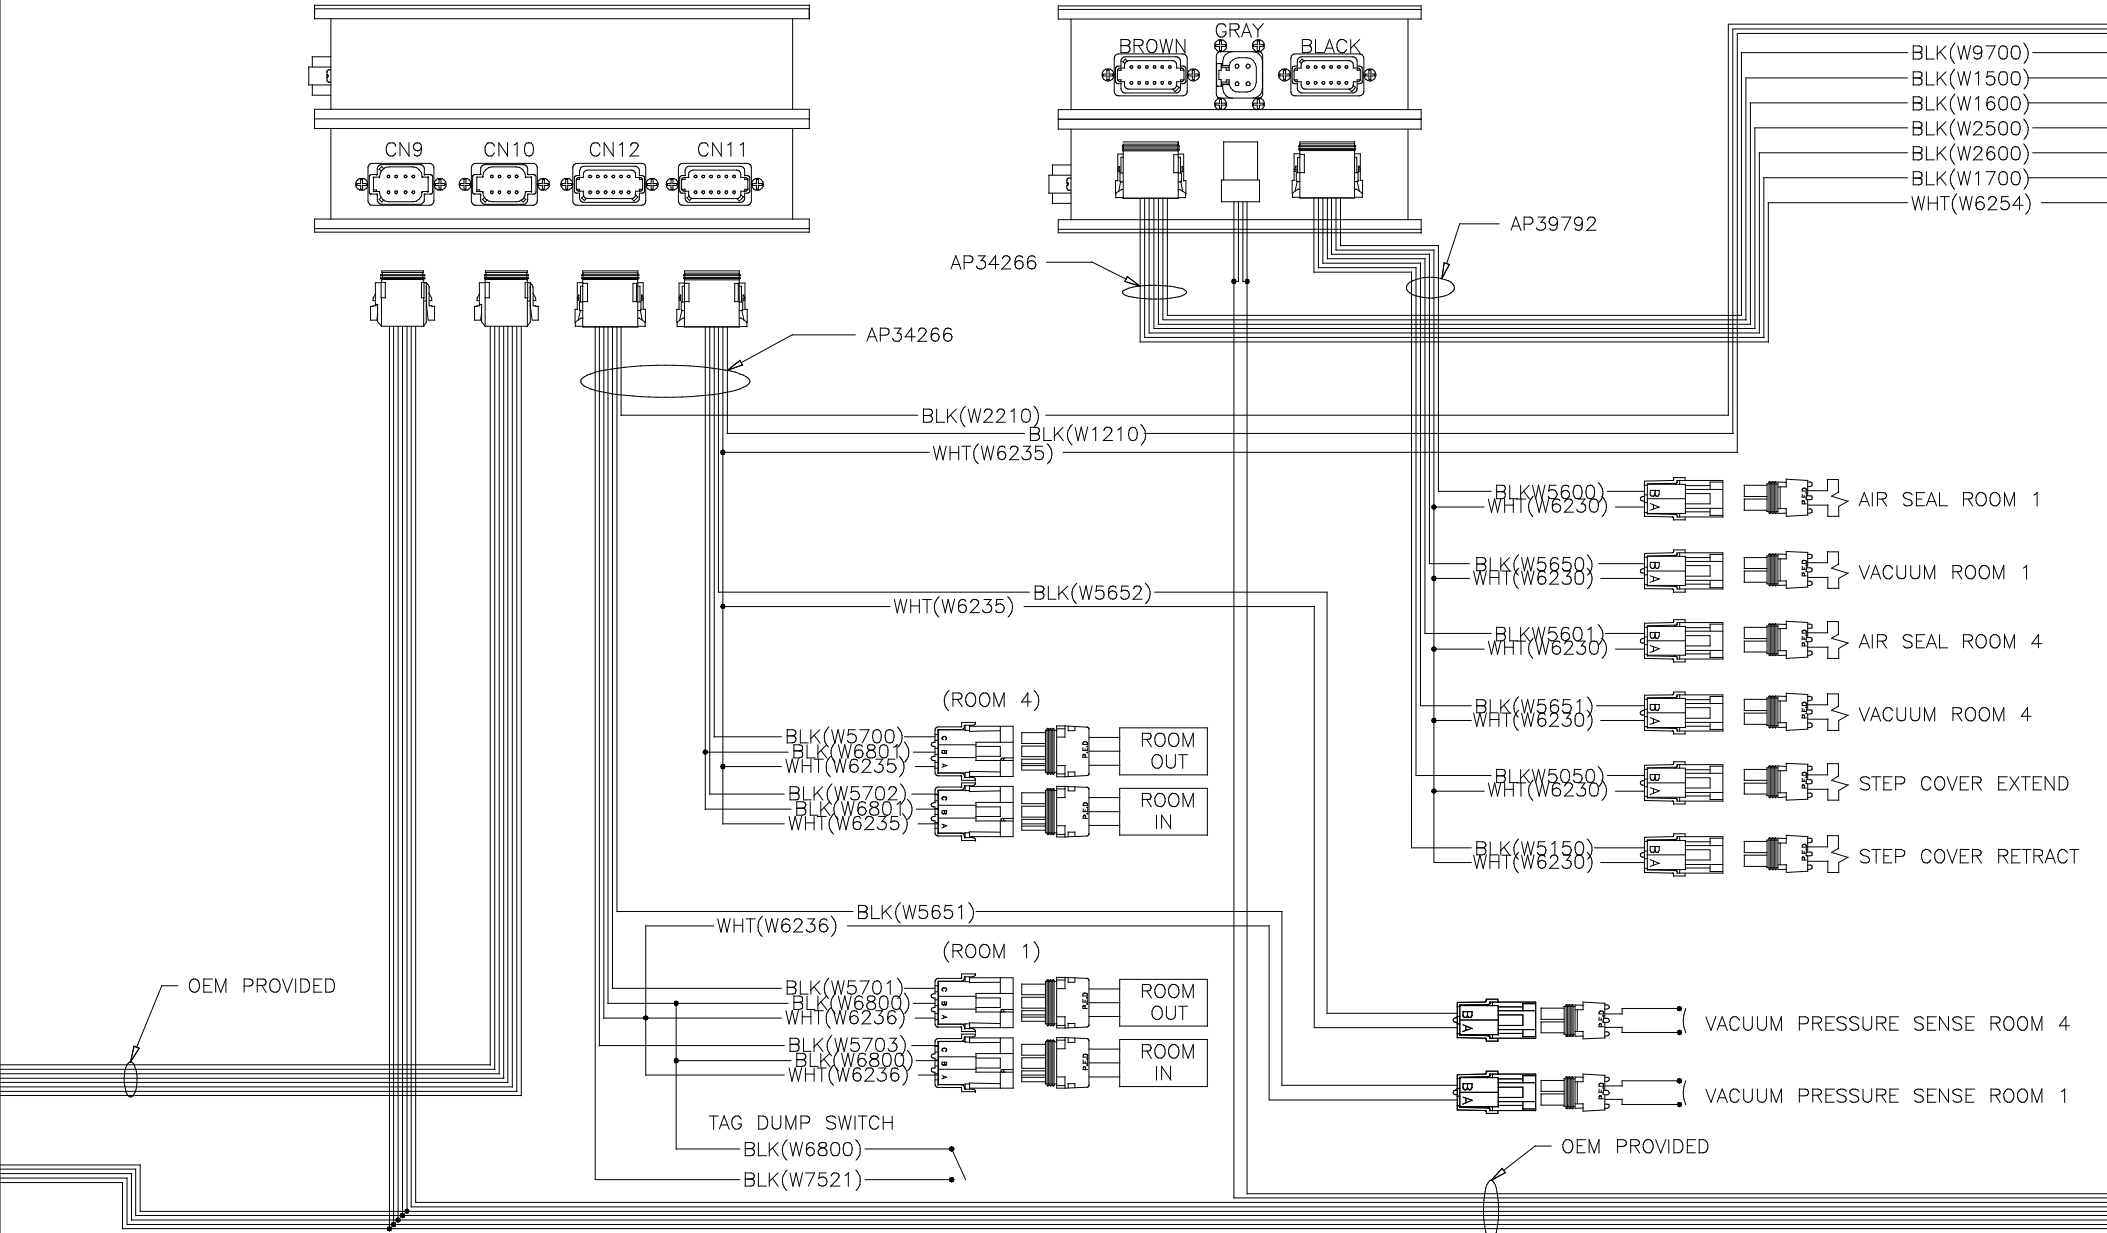 GRAY
BROWN
BLACK
BLK(W9700)
BLK(W1500)
BLK(W1600)
BLK(W2500)
BLK(W2600)
BLK(W1700)
WHT(W6254)
CN9
CN10
CN12
CN11
AP39792
AP34266
AP34266
BLK(W2210)
BLK(W1210)
WHT(W6235)
BLKW5600)
WHT(W6230)
B
A
AIR SEAL ROOM 1
BLK(W5650)
WHT(W6230)
B
A
VACUUM ROOM 1
BLK(W5652)
WHT(W6235)
BLKW5601)
WHT(W6230)
B
A
AIR SEAL ROOM 4
BLK(W5651)
WHT(W6230)
B
A
VACUUM ROOM 4
BLKW5050)
WHT(W6230)
B
A
STEP COVER EXTEND
BLK(W5150)
WHT(W6230)
B
A
STEP COVER RETRACT
(ROOM 4)
BLK(W5700)
BLK(W6801)
WHT(W6235)
C
B
A
ROOM
OUT
BLK(W5702)
BLK(W6801)
WHT(W6235)
C
B
A
ROOM
IN
BLK(W5651)
WHT(W6236)
(ROOM 1)
BLK(W5701)
BLK(W6800)
WHT(W6236)
C
B
A
ROOM
OUT
BLK(W5703)
BLK(W6800)
WHT(W6236)
C
B
A
ROOM
IN
OEM PROVIDED
B
A
VACUUM PRESSURE SENSE ROOM 4
B
A
VACUUM PRESSURE SENSE ROOM 1
TAG DUMP SWITCH
BLK(W6800)
BLK(W7521)
OEM PROVIDED